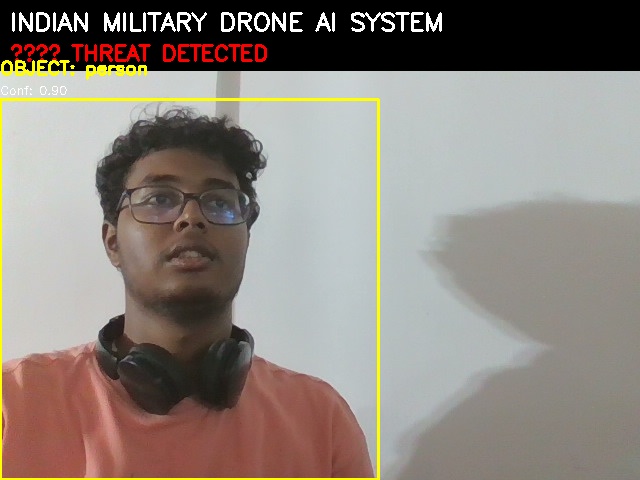 INDIAN MILITARY DRONE AI SYSTEM
???? THREAT DETECTED
OBJECT: person
Conf: 0.90